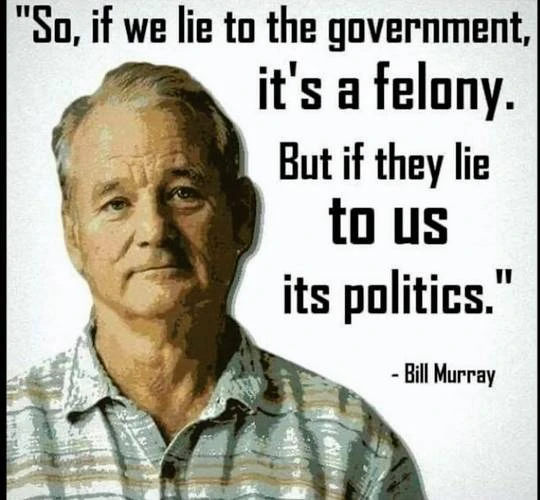 "So, if we lie to the government,
it's a felony.
But if they lie
to us
its politics."
- Bill Murray